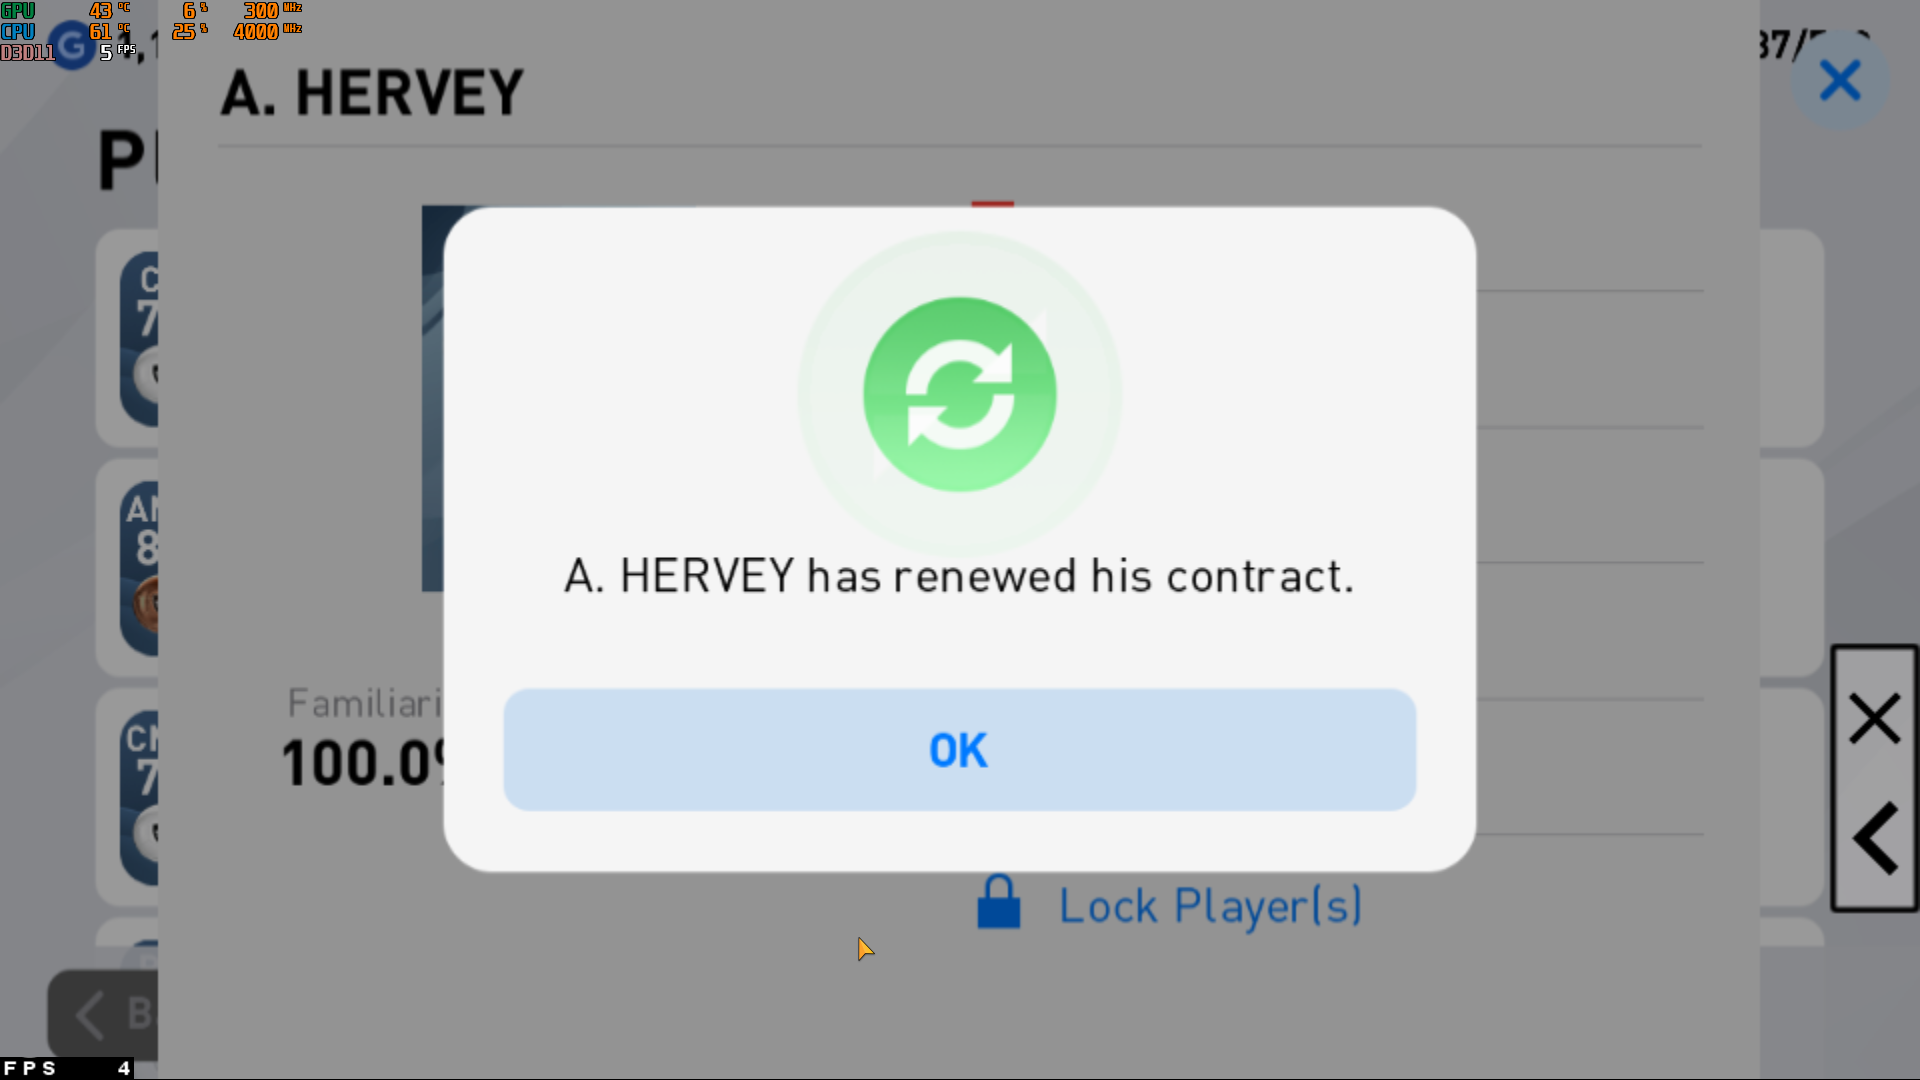 GPU 43 °C 6 % 300 MHz
CPU 61 °C 25 % 4000 MHz
D3D11 5 FPS
G
A. HERVEY
A. HERVEY has renewed his contract.
Familiari
100.0%
OK
Lock Player(s)
FPS 4